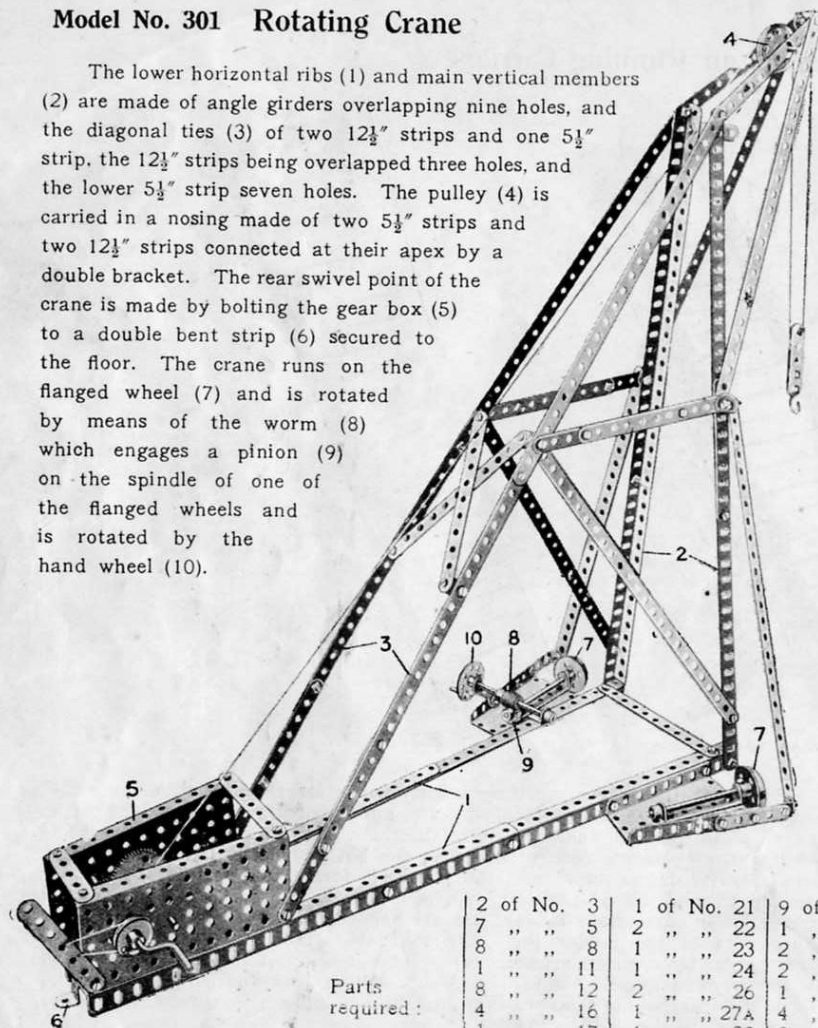 Model No. 301 Rotating Crane
The lower horizontal ribs (1) and main vertical members
(2) are made of angle girders overlapping nine holes, and
the diagonal ties (3) of two 12½″ strips and one 5½″
strip, the 12½″ strips being overlapped three holes, and
the lower 5½″ strip seven holes. The pulley (4) is
carried in a nosing made of two 5½″ strips and
two 12½″ strips connected at their apex by a
double bracket. The rear swivel point of the
crane is made by bolting the gear box (5)
to a double bent strip (6) secured to
the floor. The crane runs on the
flanged wheel (7) and is rotated
by means of the worm (8)
which engages a pinion (9)
on the spindle of one of
the flanged wheels and
is rotated by the
hand wheel (10).
4
2
3
10 8 7
9
7
5
1
6
Parts
required :
2 of No. 3 1 of No. 21 9 of
7 ,, ,, 5 2 ,, ,, 22 1 ,
8 ,, ,, 8 1 ,, ,, 23 2 ,
1 ,, ,, 11 1 ,, ,, 24 2 ,
8 ,, ,, 12 2 ,, ,, 26 1 ,
4 ,, ,, 16 1 ,, ,, 27A 4 ,